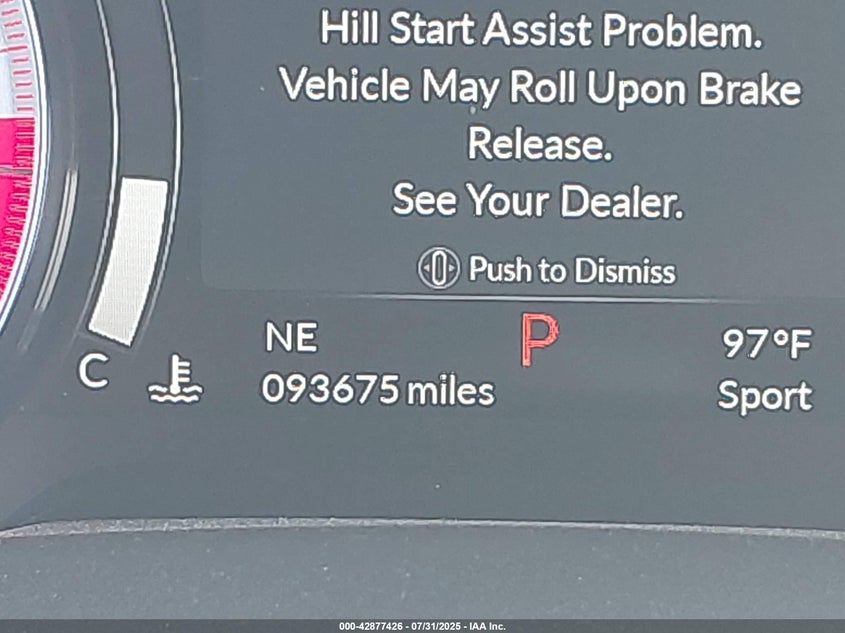 Hill Start Assist Problem.
Vehicle May Roll Upon Brake
Release.
See Your Dealer.
Push to Dismiss
NE P 97°F
C
093675 miles Sport
000-42877426 - 07/31/2025 - IAA Inc.